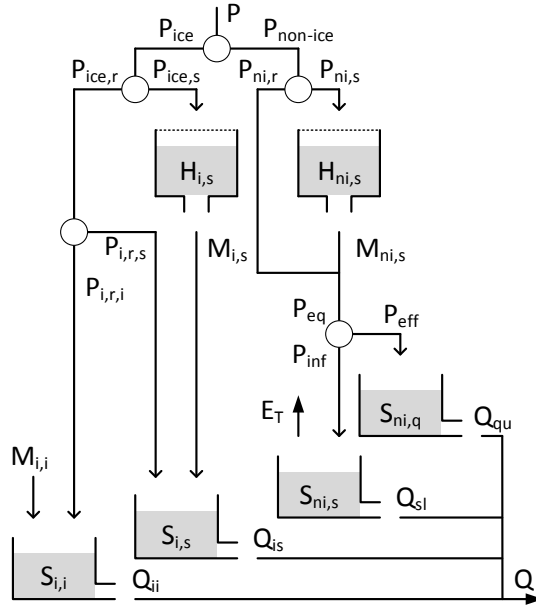 P
P_ice P_non-ice
P_ice,r P_ice,s P_ni,r P_ni,s
H_i,s H_ni,s
P_i,r,s M_i,s M_ni,s
P_i,r,i
P_eq P_eff
P_inf
E_T S_ni,q Q_qu
M_i,i S_ni,s Q_sl
S_i,s Q_is
S_i,i Q_ii Q